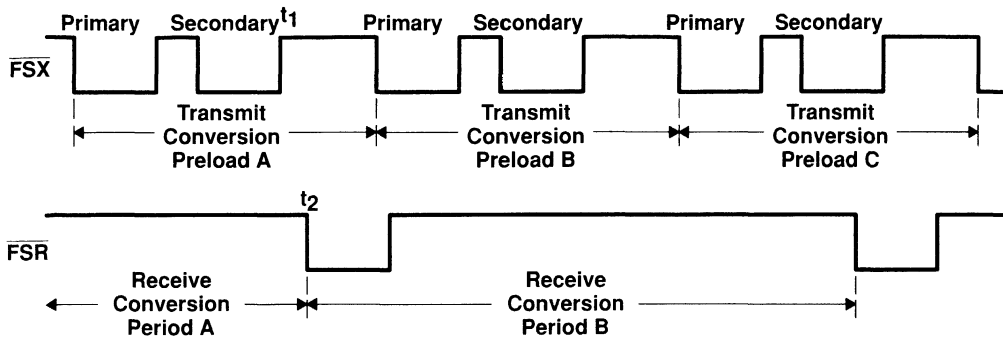 Primary Secondary t1 Primary Secondary Primary Secondary
FSX
Transmit Conversion Preload A
Transmit Conversion Preload B
Transmit Conversion Preload C
t2
FSR
Receive Conversion Period A
Receive Conversion Period B